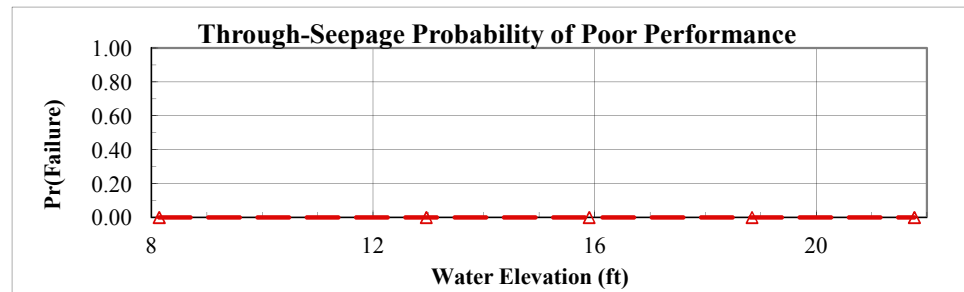 Through-Seepage Probability of Poor Performance
1.00
0.80
0.60
0.40
0.20
0.00
Pr(Failure)
8 12 16 20
Water Elevation (ft)